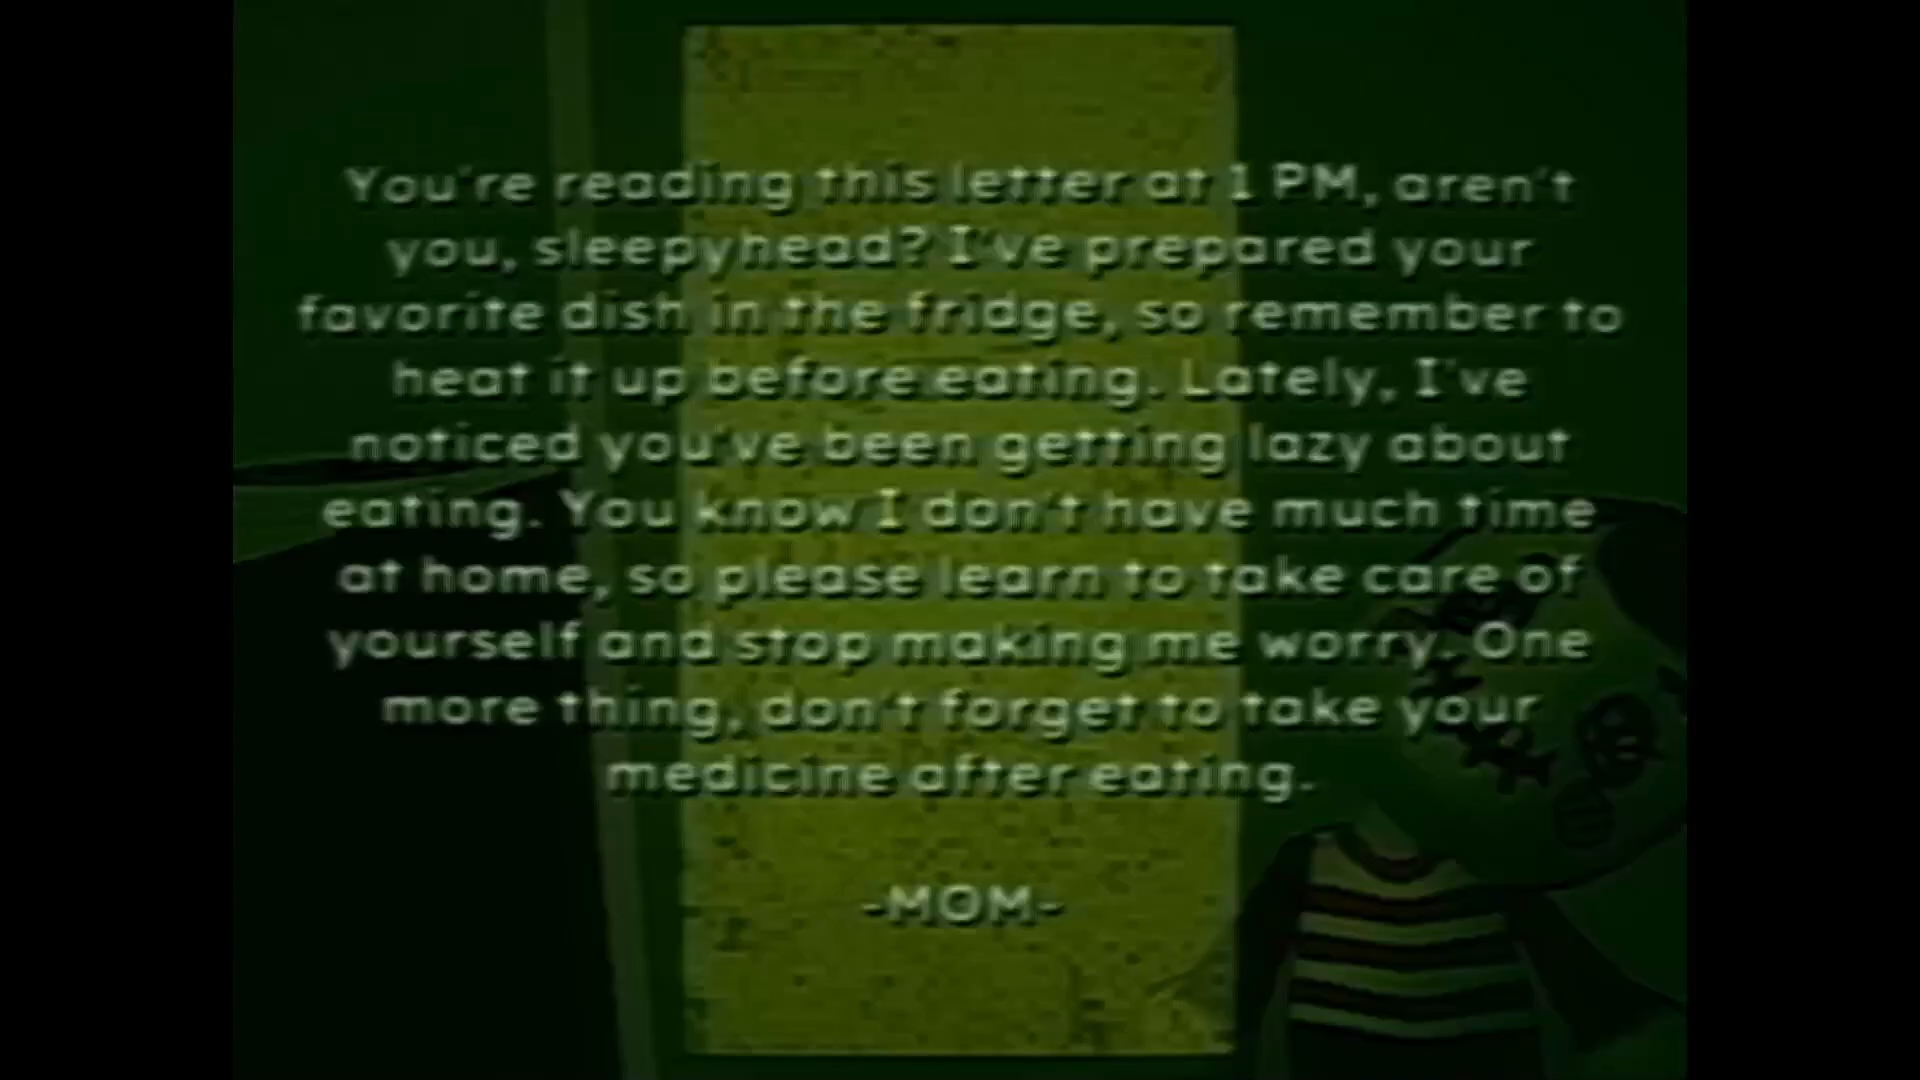 You're reading this letter at 1 PM, aren't
you, sleepyhead? I've prepared your
favorite dish in the fridge, so remember to
heat it up before eating. Lately, I've
noticed you've been getting lazy about
eating. You know I don't have much time
at home, so please learn to take care of
yourself and stop making me worry. One
more thing, don't forget to take your
medicine after eating.
-MOM-